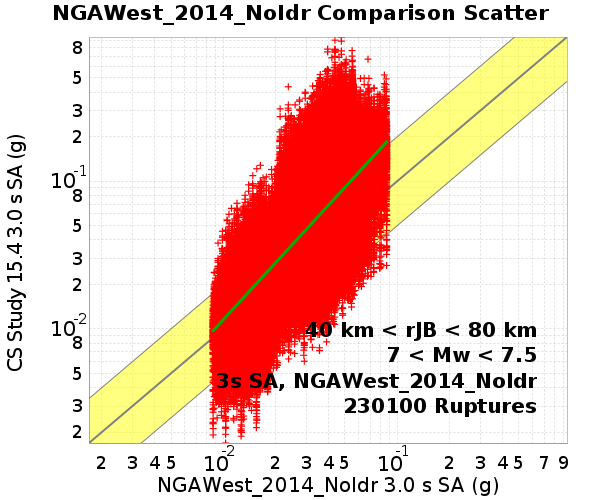 NGAWest_2014_NoIdr Comparison Scatter
CS Study 15.4 3.0 s SA (g)
8
5
3
2
10-1
8
5
3
2
10-2
8
5
3
2
40 km < rJB < 80 km
7 < Mw < 7.5
3s SA, NGAWest_2014_NoIdr
230100 Ruptures
2 3 4 5 10-2 2 3 4 5 10-1 2 3 4 5 7 9
NGAWest_2014_NoIdr 3.0 s SA (g)